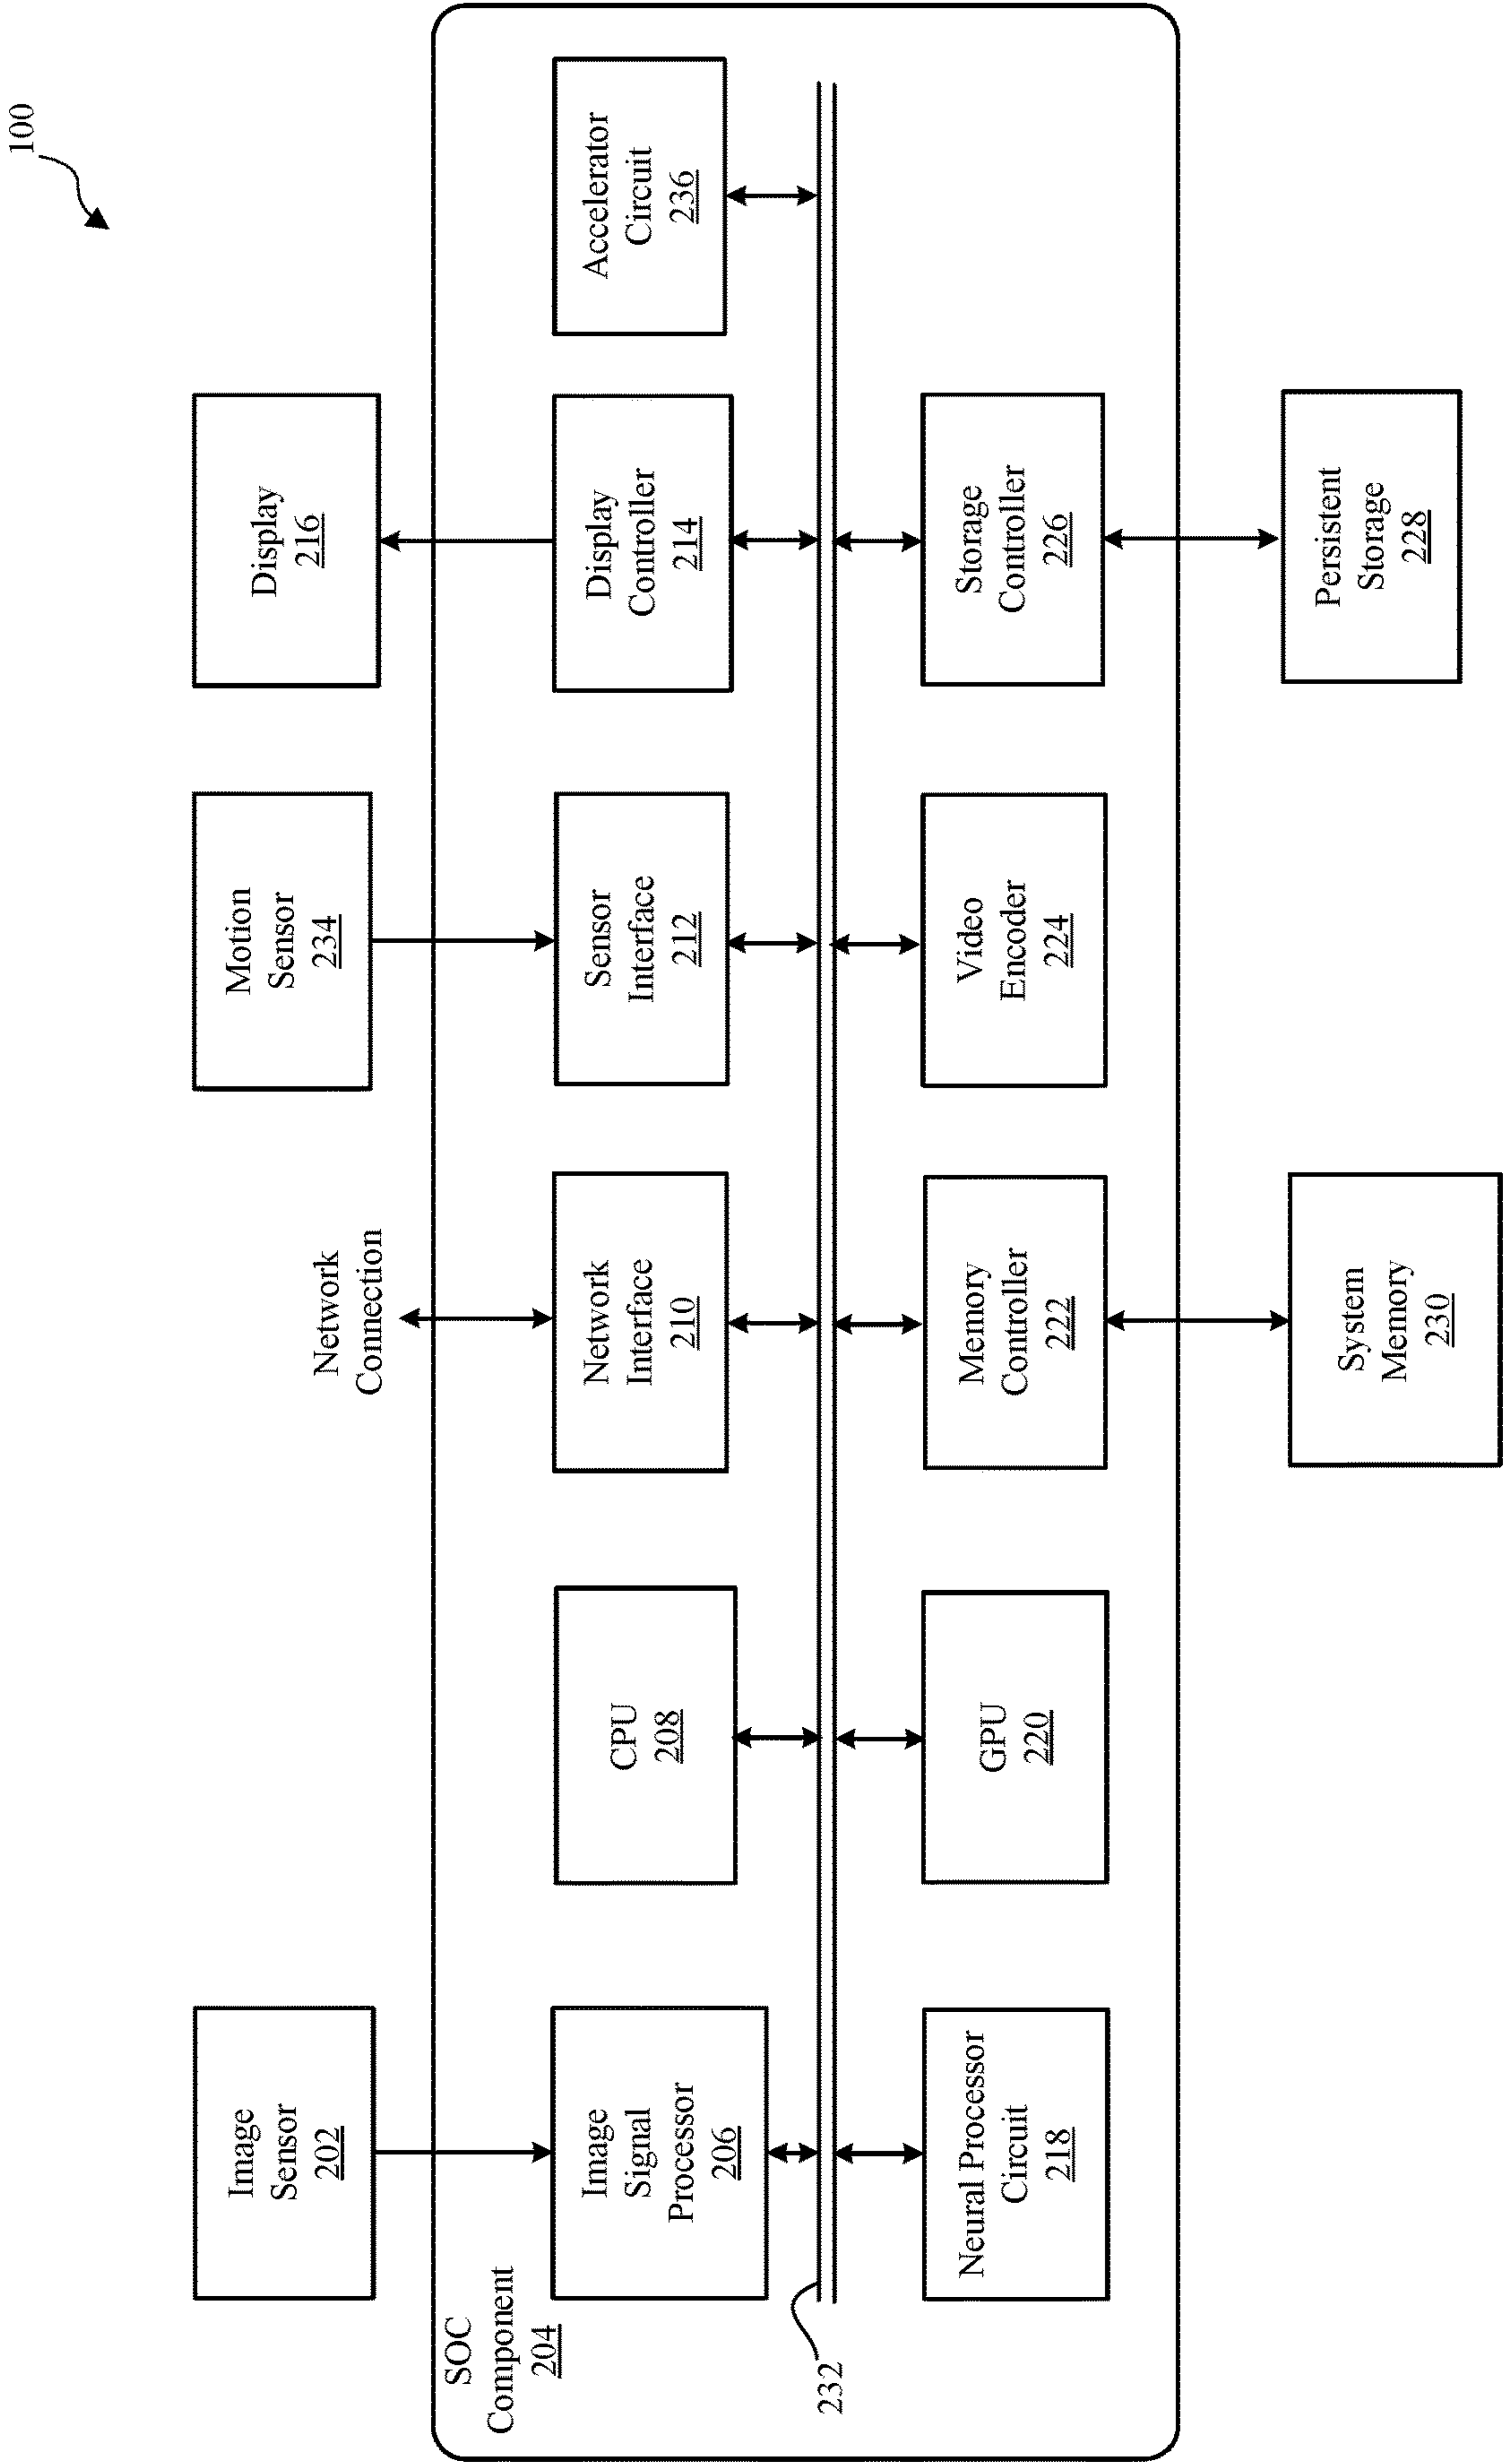 100
Image
Sensor
202
Network
Connection
Motion
Sensor
234
Display
216
SOC
Component
204
Image
Signal
Processor
206
CPU
208
Network
Interface
210
Sensor
Interface
212
Display
Controller
214
Accelerator
Circuit
236
232
Neural Processor
Circuit
218
GPU
220
Memory
Controller
222
Video
Encoder
224
Storage
Controller
226
System
Memory
230
Persistent
Storage
228